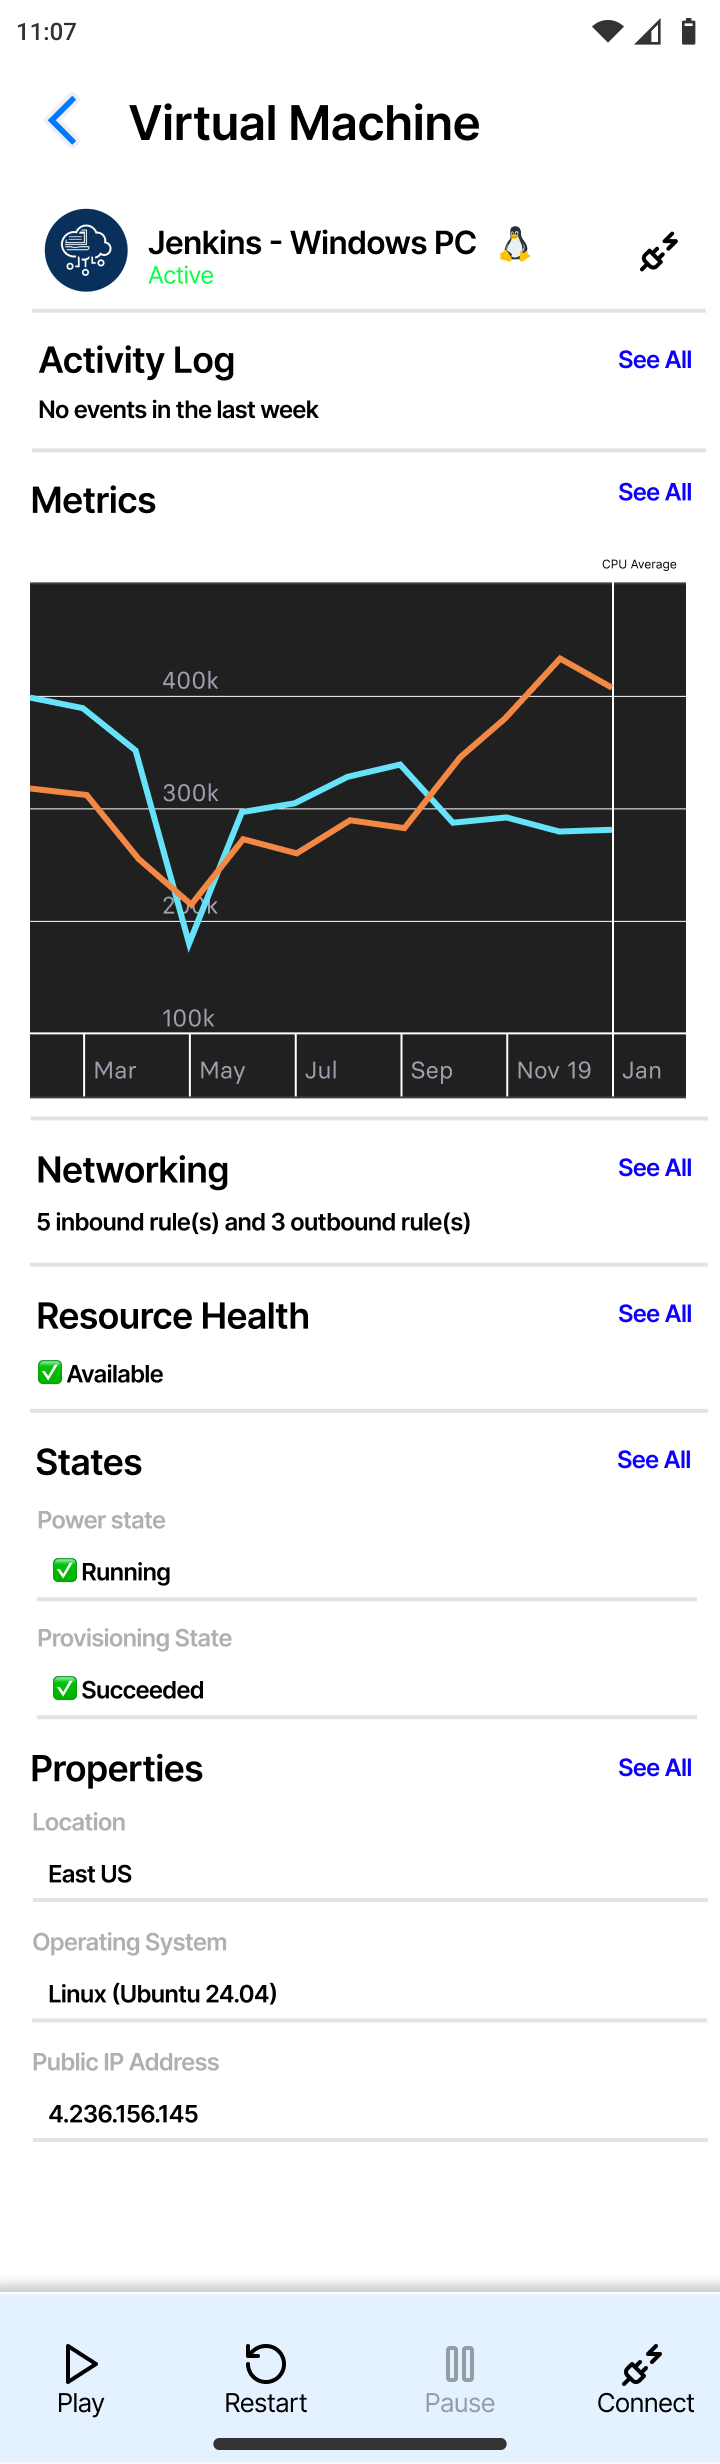 11:07
Virtual Machine
Jenkins - Windows PC
Active
Activity Log
See All
No events in the last week
Metrics
See All
CPU Average
400k
300k
200k
100k
Mar May Jul Sep Nov 19 Jan
Networking
See All
5 inbound rule(s) and 3 outbound rule(s)
Resource Health
See All
Available
States
See All
Power state
Running
Provisioning State
Succeeded
Properties
See All
Location
East US
Operating System
Linux (Ubuntu 24.04)
Public IP Address
4.236.156.145
Play Restart Pause Connect